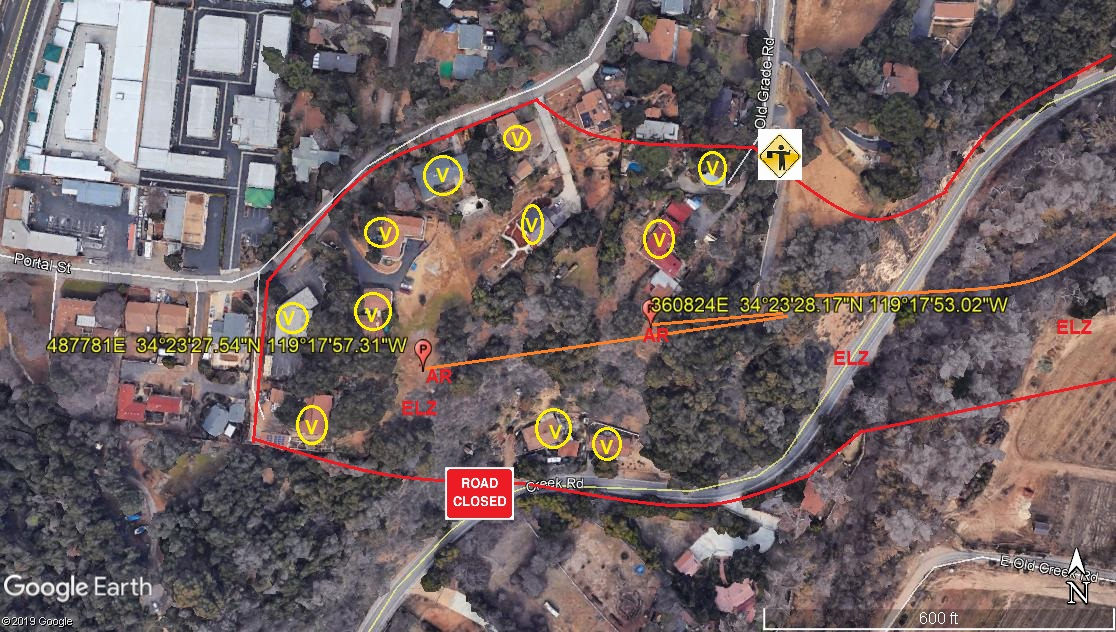 Old Grade Rd
V
V
V
V
V
V
V
Portal St
360824E 34°23'28.17"N 119°17'53.02"W
V
V
487781E 34°23'27.54"N 119°17'57.31"W
P
AR
ELZ
ELZ
AR
ELZ
V
V
V
ROAD
CLOSED
Creek Rd
E Old Creek Rd
Google Earth
N
600 ft
©2019 Google